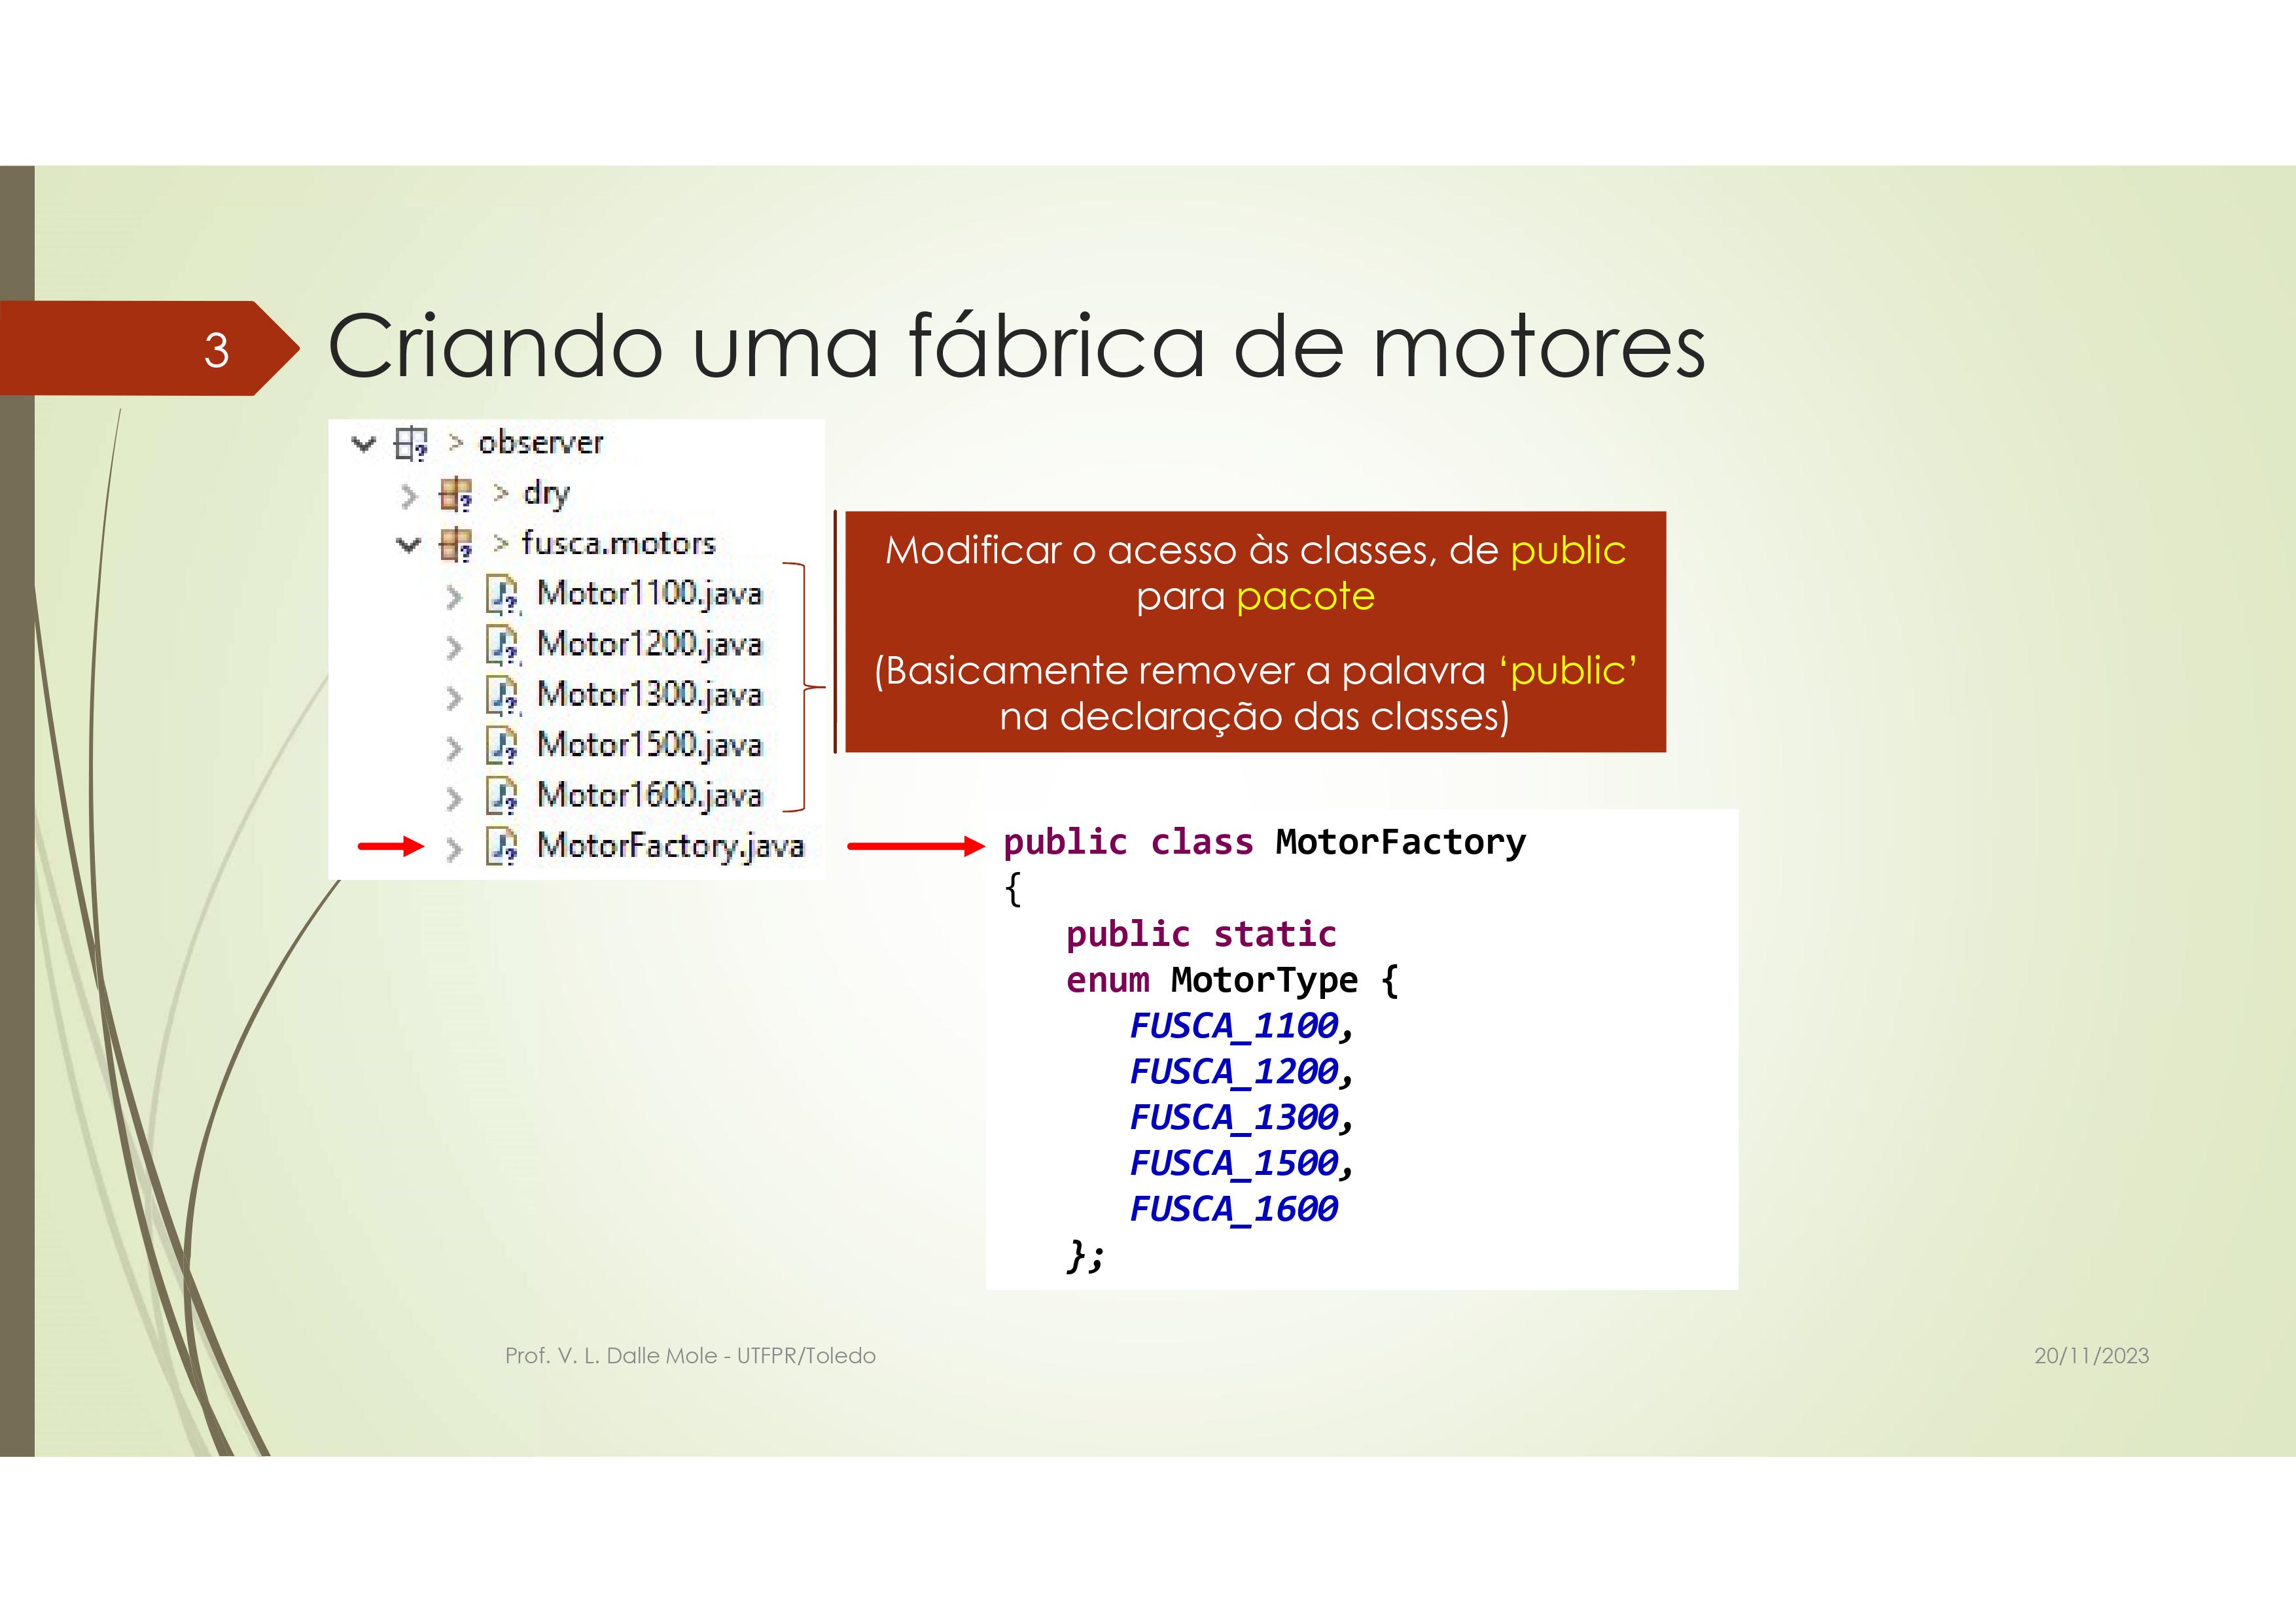 3
Criando uma fábrica de motores
> observer
> dry
> fusca.motors
Motor1100.java
Motor1200.java
Motor1300.java
Motor1500.java
Motor1600.java
MotorFactory.java
Modificar o acesso às classes, de public
para pacote
(Basicamente remover a palavra ‘public’
na declaração das classes)
public class MotorFactory
{
public static
enum MotorType {
FUSCA_1100,
FUSCA_1200,
FUSCA_1300,
FUSCA_1500,
FUSCA_1600
};
Prof. V. L. Dalle Mole - UTFPR/Toledo
20/11/2023